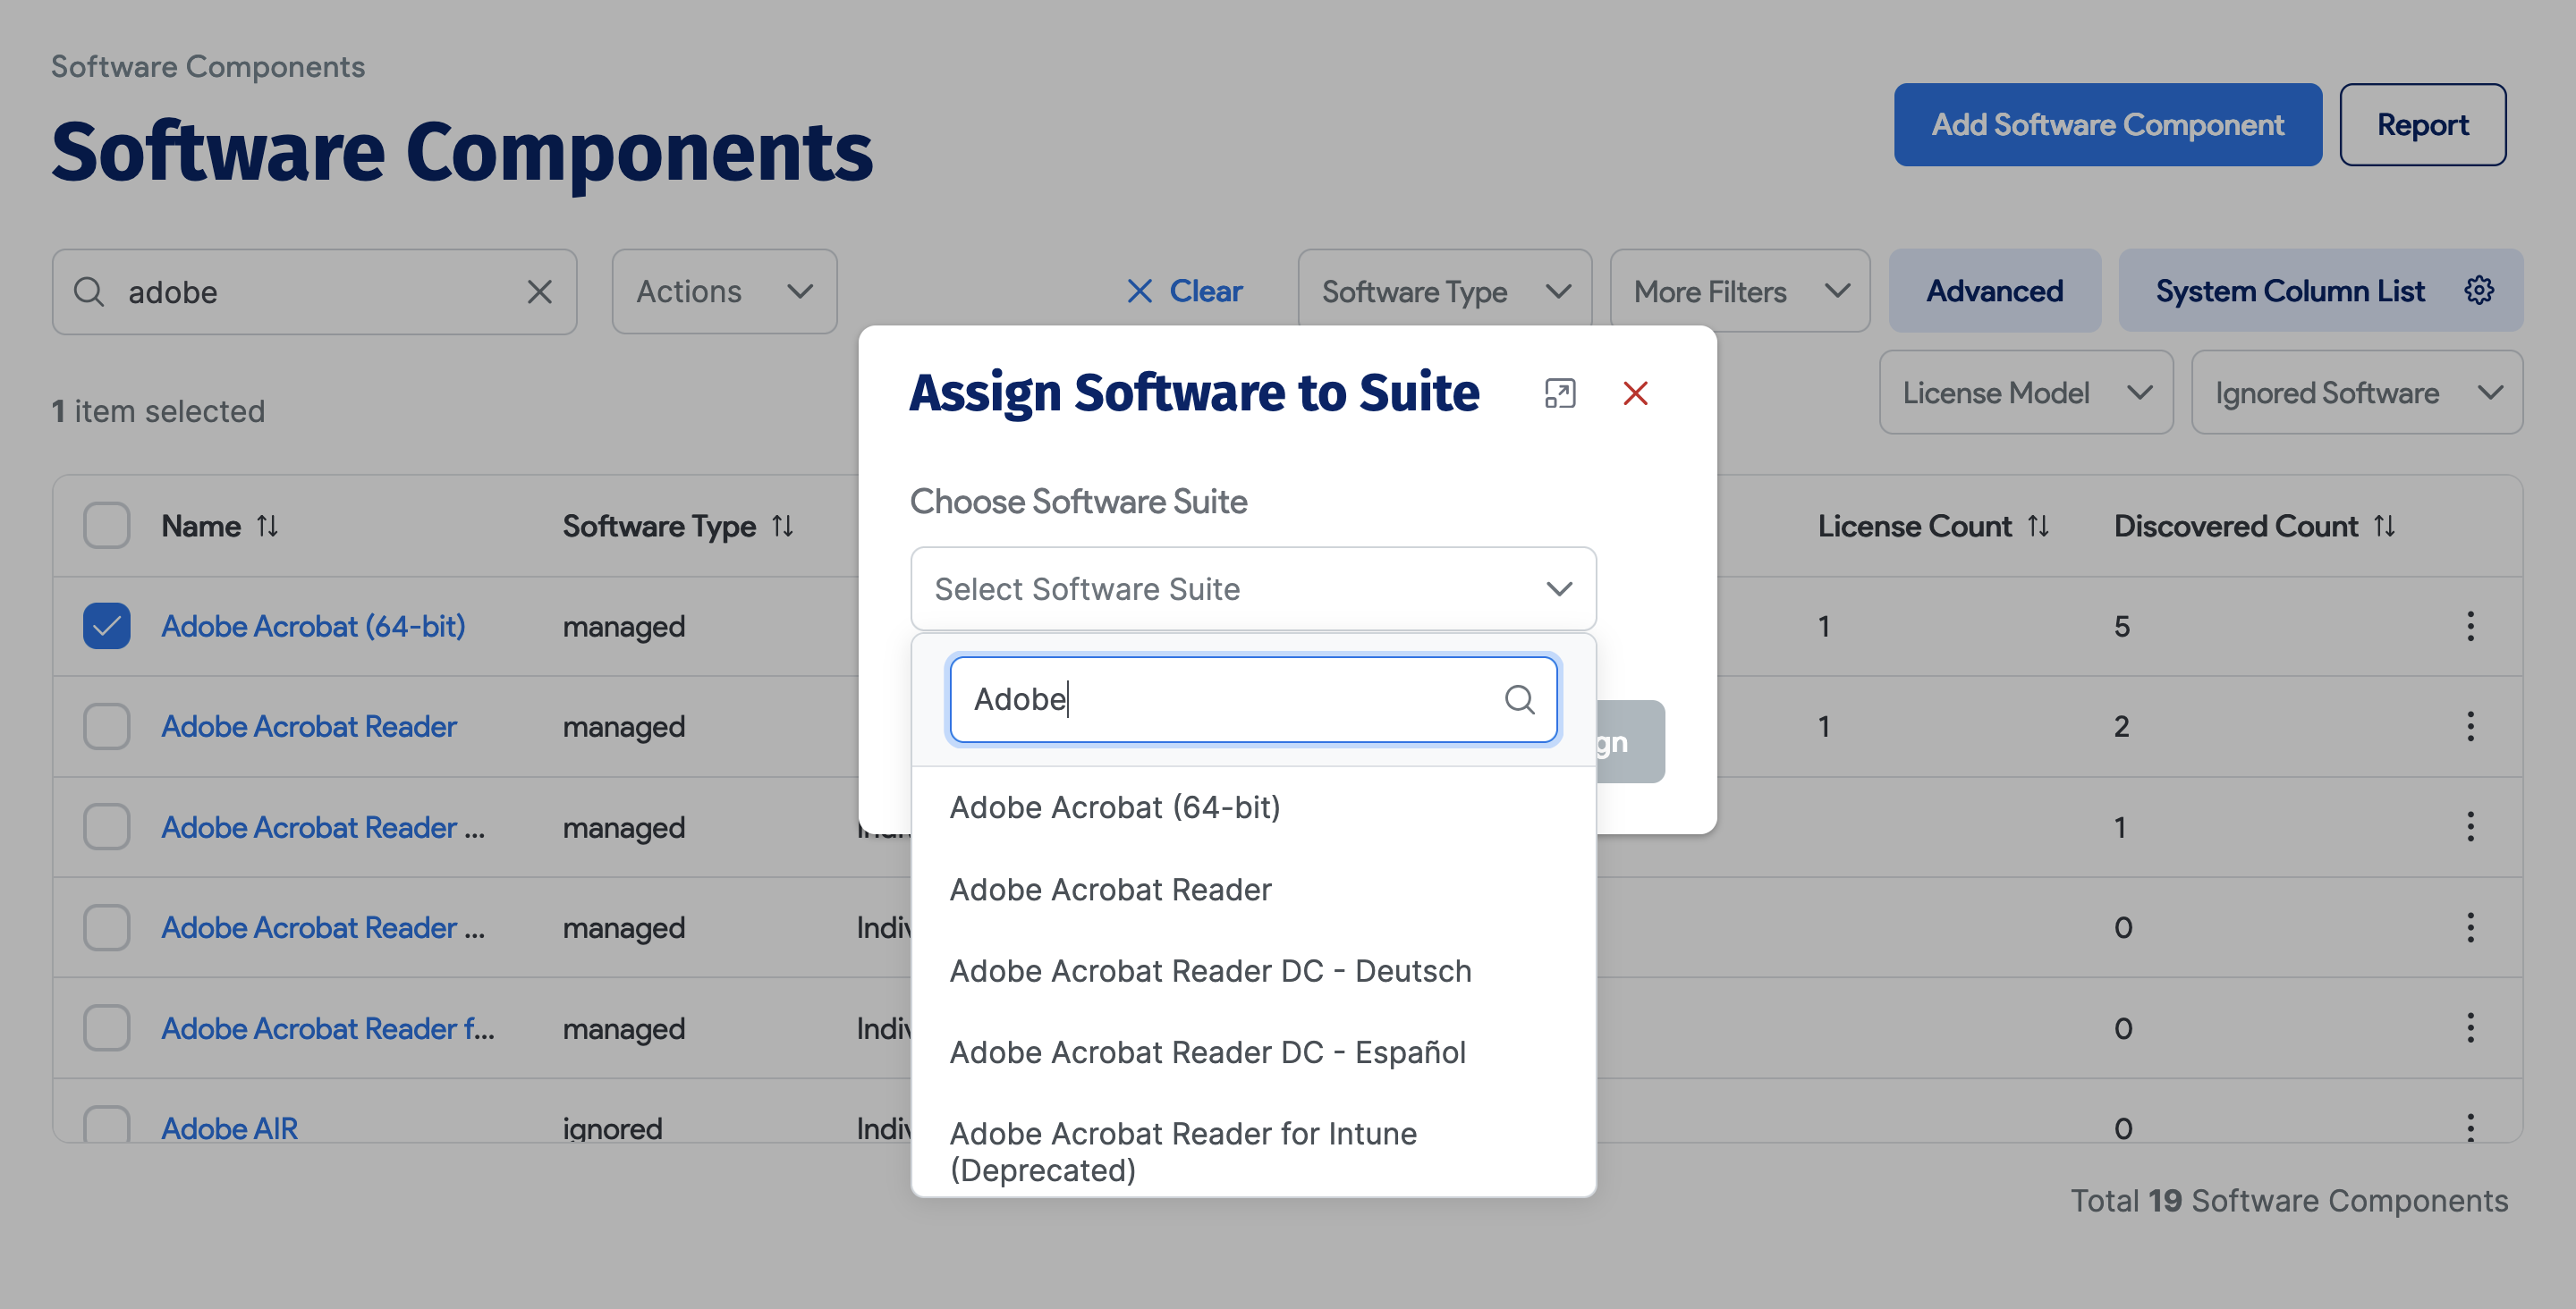 Software Components
Software Components
Add Software Component
Report
adobe
Actions
Clear
Software Type
More Filters
Advanced
System Column List
1 item selected
License Model
Ignored Software
Assign Software to Suite
Choose Software Suite
Select Software Suite
Adobe
Adobe Acrobat (64-bit)
Adobe Acrobat Reader
Adobe Acrobat Reader DC - Deutsch
Adobe Acrobat Reader DC - Español
Adobe Acrobat Reader for Intune
(Deprecated)
gn
Name Software Type License Count Discovered Count
Adobe Acrobat (64-bit) managed 1 5
Adobe Acrobat Reader managed 1 2
Adobe Acrobat Reader ... managed 1
Adobe Acrobat Reader ... managed Indiv 0
Adobe Acrobat Reader f... managed Indiv 0
Adobe AIR ignored Indiv 0
Total 19 Software Components